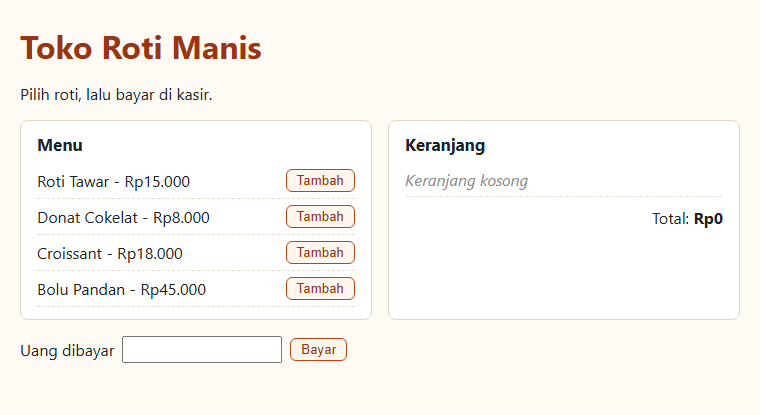 Toko Roti Manis
Pilih roti, lalu bayar di kasir.
Menu
Roti Tawar - Rp15.000 Tambah
Donat Cokelat - Rp8.000 Tambah
Croissant - Rp18.000 Tambah
Bolu Pandan - Rp45.000 Tambah
Keranjang
Keranjang kosong
Total: Rp0
Uang dibayar Bayar